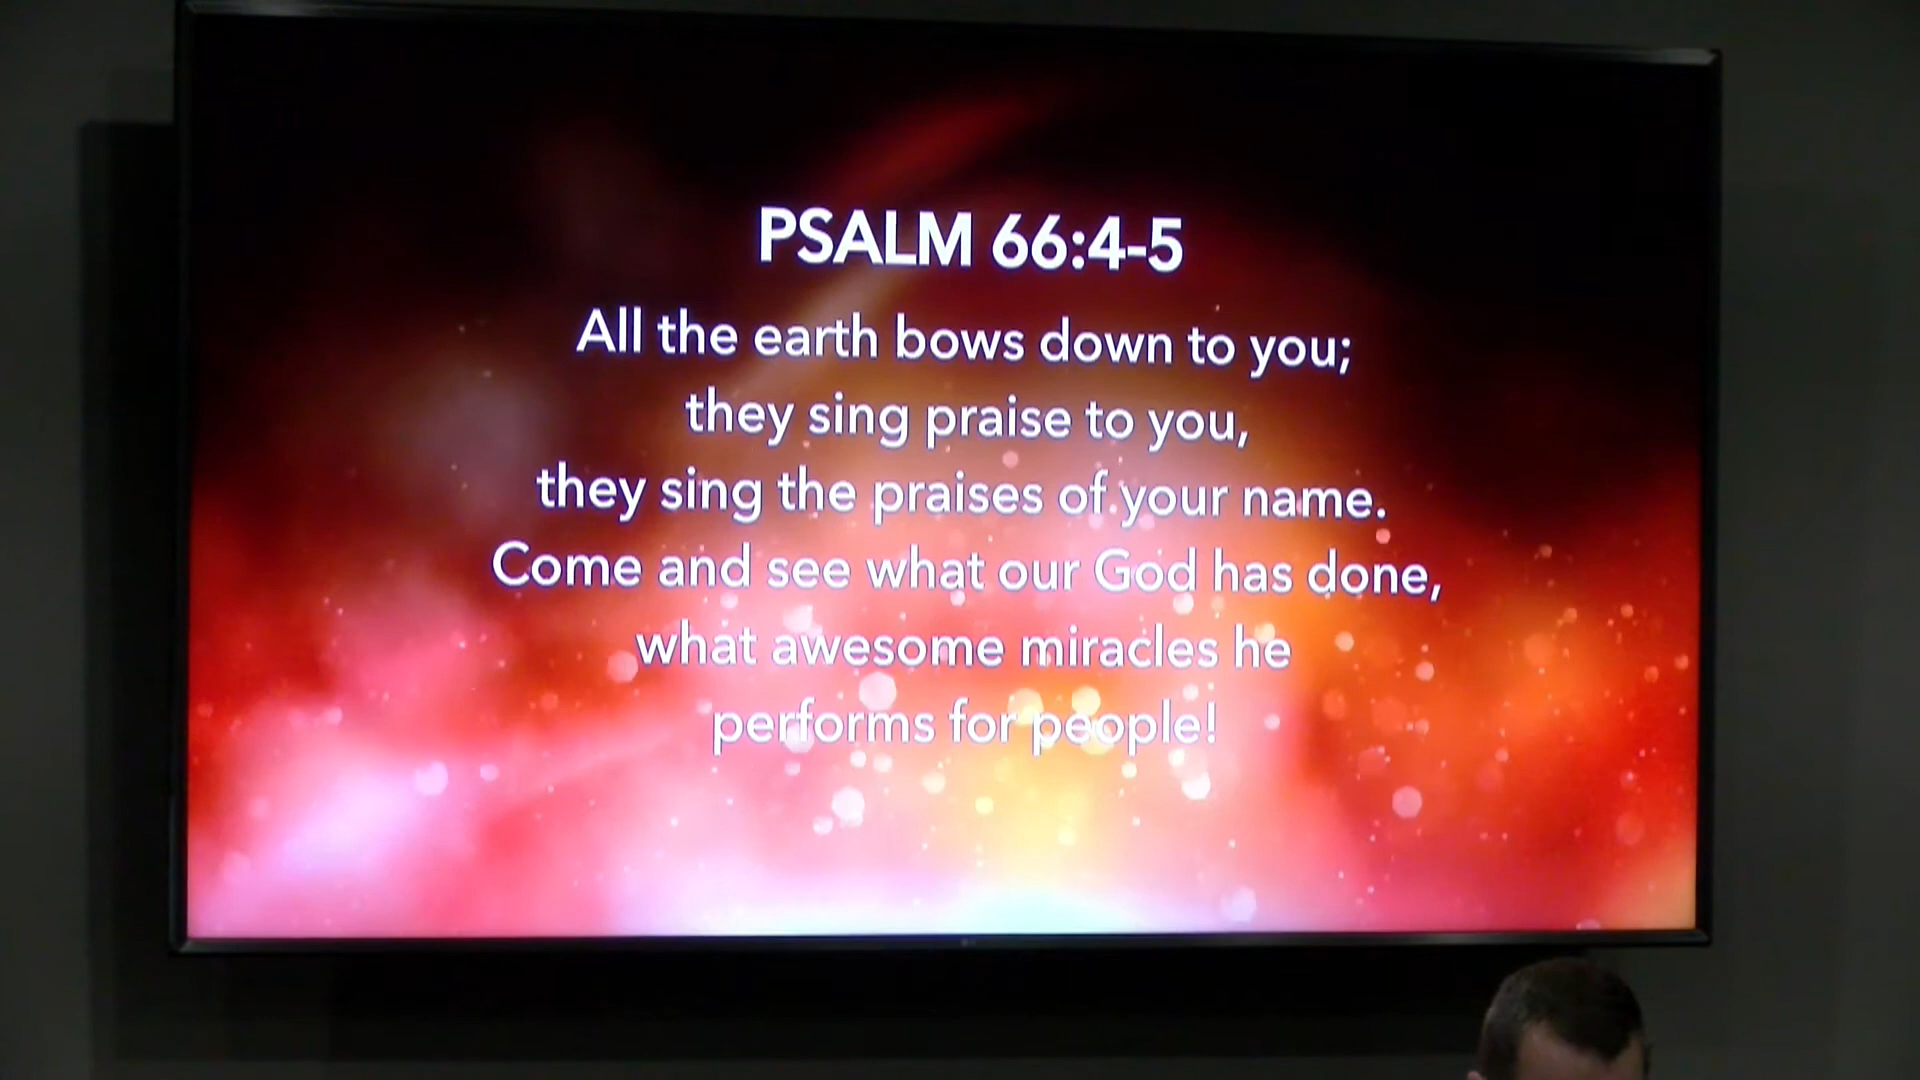 PSALM 66:4-5
All the earth bows down to you;
they sing praise to you,
they sing the praises of your name.
Come and see what our God has done,
what awesome miracles he
performs for people!